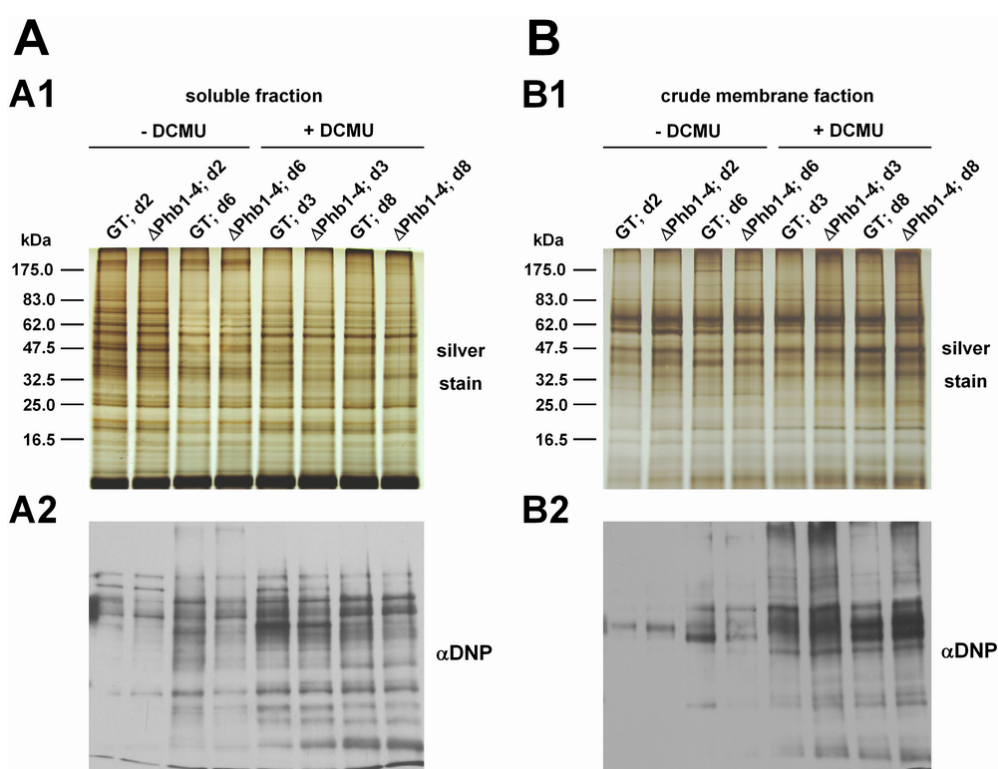 A
B
A1
soluble fraction
B1
crude membrane faction
- DCMU
+ DCMU
- DCMU
+ DCMU
GT; d2
ΔPhb1-4; d2
GT; d6
ΔPhb1-4; d6
GT; d3
ΔPhb1-4; d3
GT; d8
ΔPhb1-4; d8
GT; d2
ΔPhb1-4; d2
GT; d6
ΔPhb1-4; d6
GT; d3
ΔPhb1-4; d3
GT; d8
ΔPhb1-4; d8
kDa
175.0
83.0
62.0
47.5
32.5
25.0
16.5
silver
stain
kDa
175.0
83.0
62.0
47.5
32.5
25.0
16.5
silver
stain
A2
αDNP
B2
αDNP